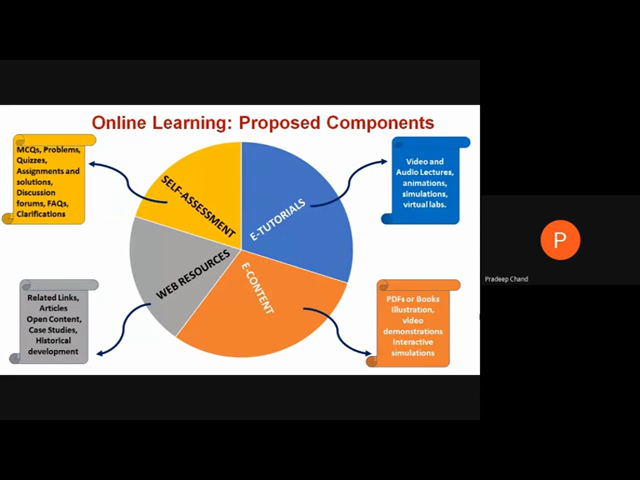 Online Learning: Proposed Components
MCQs, Problems,
Quizzes,
Assignments and
solutions,
Discussion
forums, FAQs,
Clarifications
SELF-ASSESSMENT
E-TUTORIALS
Video and
Audio Lectures,
animations,
simulations,
virtual labs.
WEB RESOURCES
E-CONTENT
Related Links,
Articles
Open Content,
Case Studies,
Historical
development
PDFs or Books
Illustration,
video
demonstrations
Interactive
simulations
P
Pradeep Chand